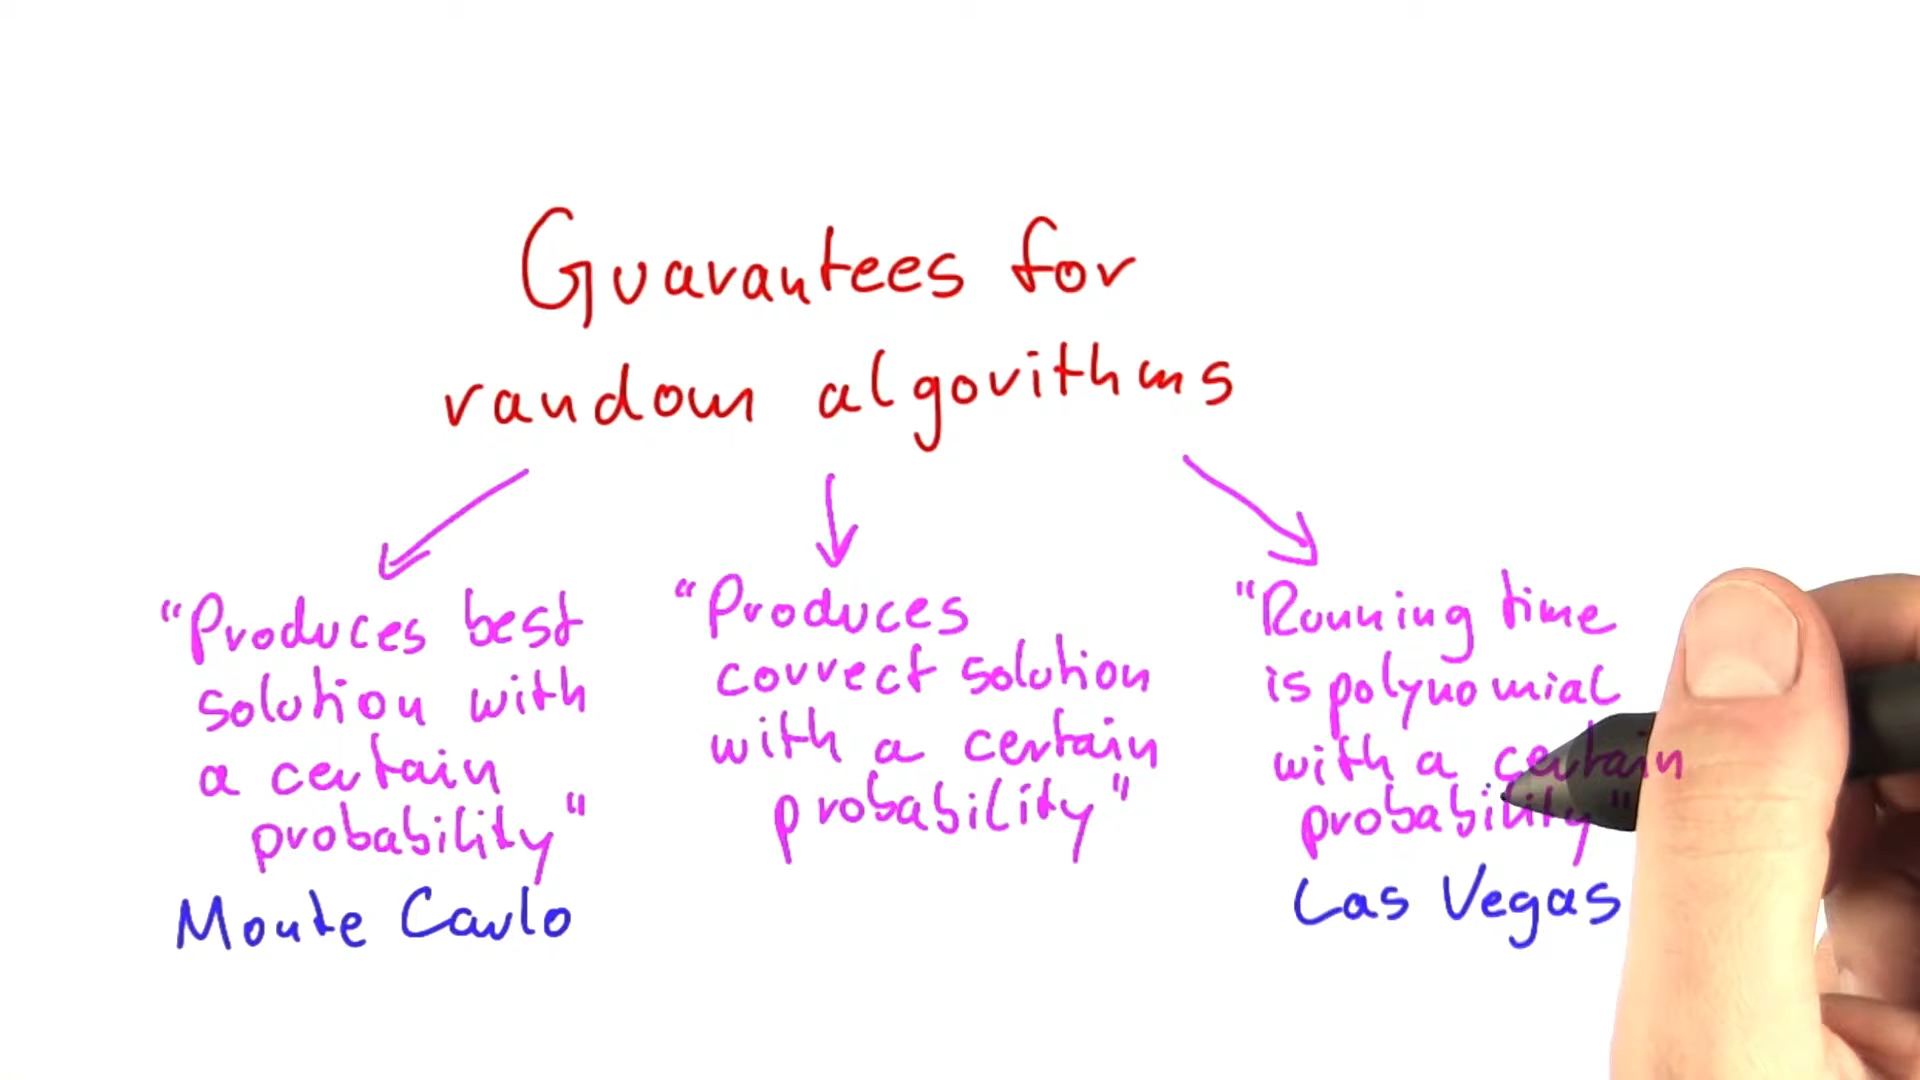 Guarantees for
random algorithms
"Produces best
solution with
a certain
probability"
Monte Carlo
"Produces
correct solution
with a certain
probability"
"Running time
is polynomial
with a certain
probability"
Las Vegas